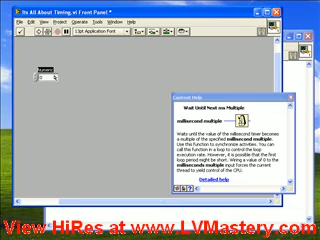 Its All About Timing.vi Front Panel *
File Edit View Project Operate Tools Window Help
13pt Application Font
Numeric
0
Context Help
Wait Until Next ms Multiple
millisecond multiple
Waits until the value of the millisecond timer becomes
a multiple of the specified millisecond multiple.
Use this function to synchronize activities. You can
call this function in a loop to control the loop
execution rate. However, it is possible that the first
loop period might be short. Wiring a value of 0 to the
milliseconds multiple input forces the current
thread to yield control of the CPU.
Detailed help
View HiRes at www.LVMastery.com